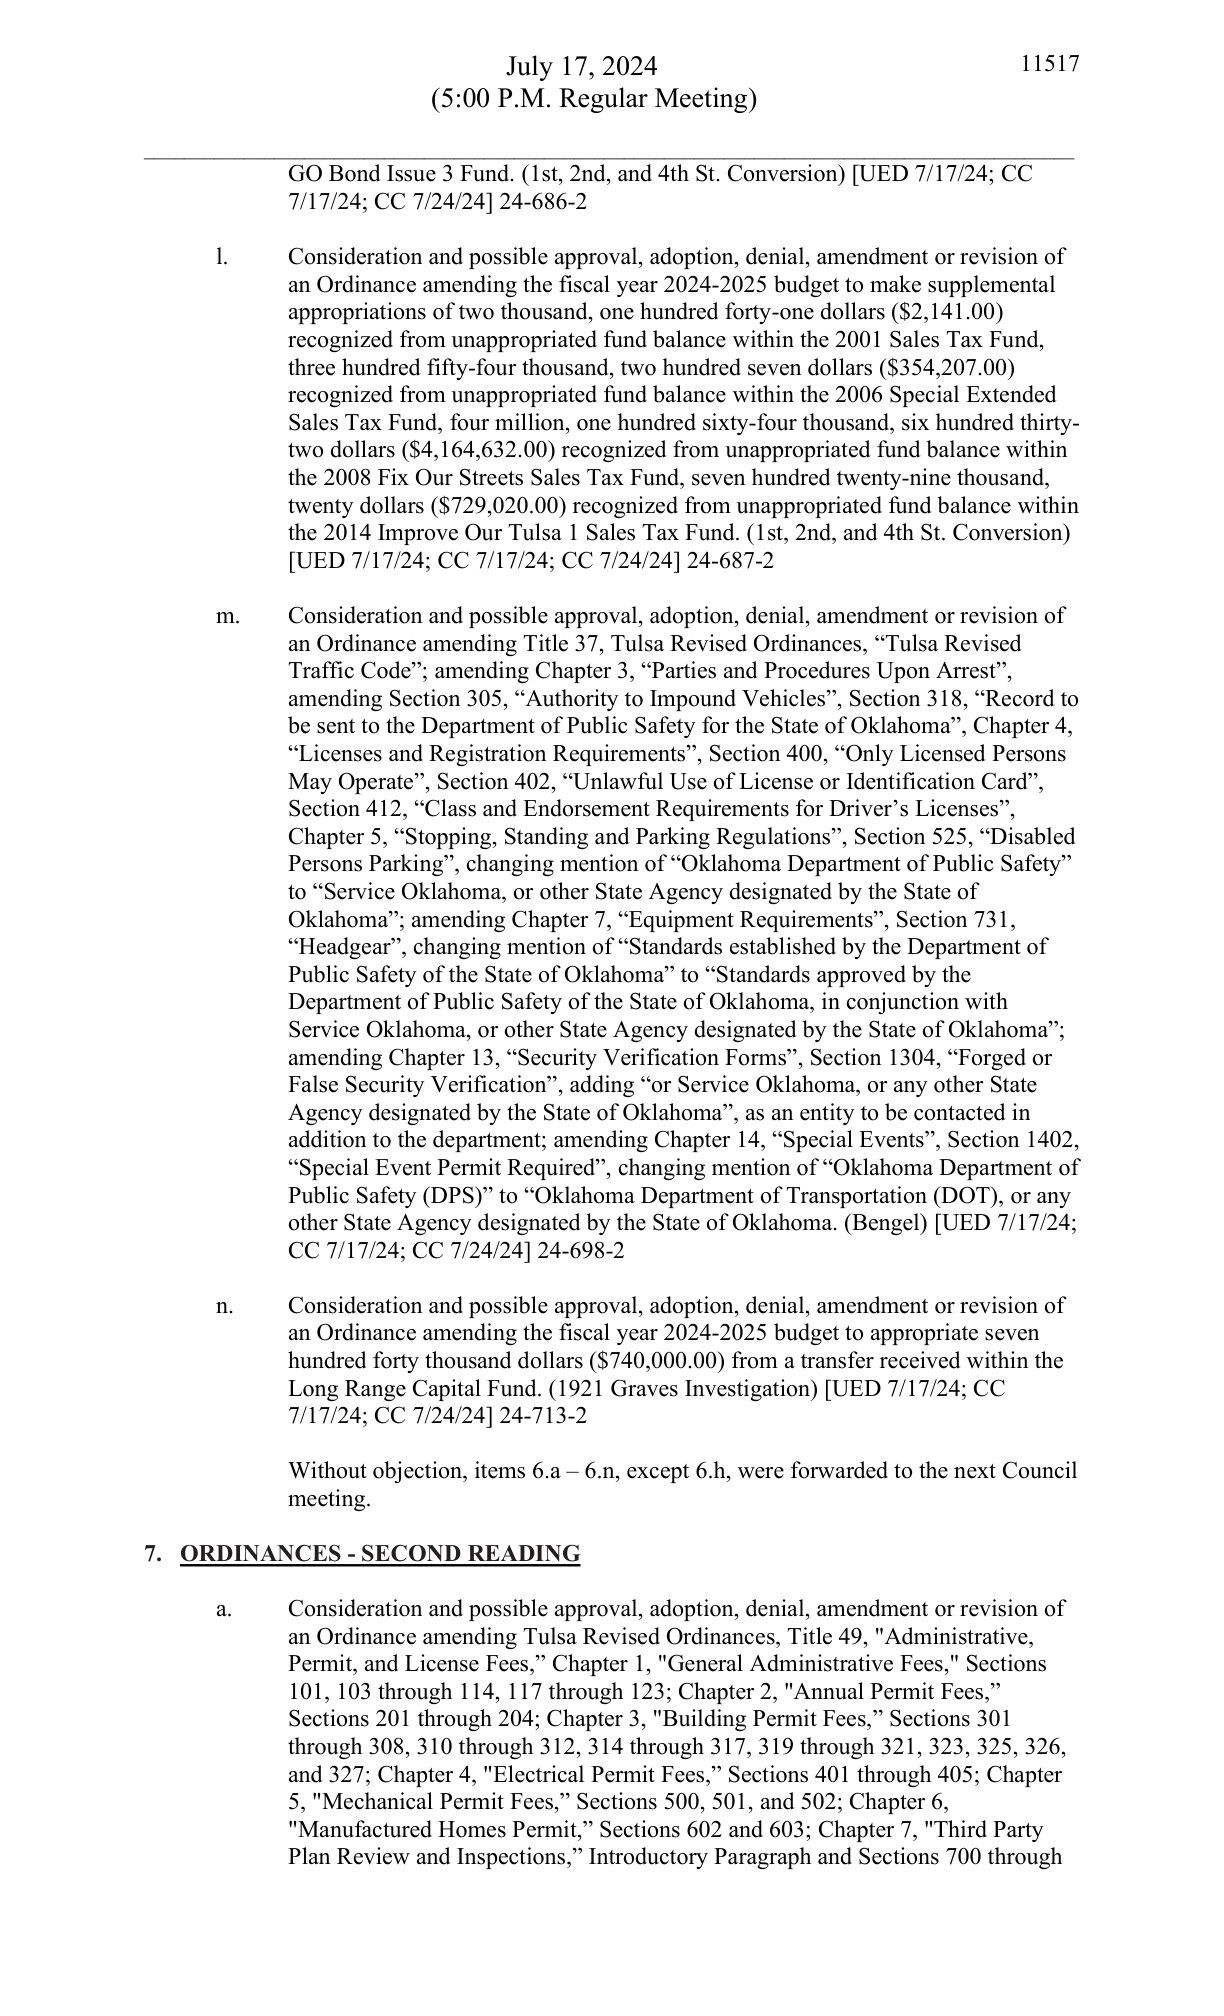 July 17, 2024
11517
(5:00 P.M. Regular Meeting)
GO Bond Issue 3 Fund. (1st, 2nd, and 4th St. Conversion) [UED 7/17/24; CC
7/17/24; CC 7/24/24] 24-686-2
l. Consideration and possible approval, adoption, denial, amendment or revision of
an Ordinance amending the fiscal year 2024-2025 budget to make supplemental
appropriations of two thousand, one hundred forty-one dollars ($2,141.00)
recognized from unappropriated fund balance within the 2001 Sales Tax Fund,
three hundred fifty-four thousand, two hundred seven dollars ($354,207.00)
recognized from unappropriated fund balance within the 2006 Special Extended
Sales Tax Fund, four million, one hundred sixty-four thousand, six hundred thirty-
two dollars ($4,164,632.00) recognized from unappropriated fund balance within
the 2008 Fix Our Streets Sales Tax Fund, seven hundred twenty-nine thousand,
twenty dollars ($729,020.00) recognized from unappropriated fund balance within
the 2014 Improve Our Tulsa 1 Sales Tax Fund. (1st, 2nd, and 4th St. Conversion)
[UED 7/17/24; CC 7/17/24; CC 7/24/24] 24-687-2
m. Consideration and possible approval, adoption, denial, amendment or revision of
an Ordinance amending Title 37, Tulsa Revised Ordinances, “Tulsa Revised
Traffic Code”; amending Chapter 3, “Parties and Procedures Upon Arrest”,
amending Section 305, “Authority to Impound Vehicles”, Section 318, “Record to
be sent to the Department of Public Safety for the State of Oklahoma”, Chapter 4,
“Licenses and Registration Requirements”, Section 400, “Only Licensed Persons
May Operate”, Section 402, “Unlawful Use of License or Identification Card”,
Section 412, “Class and Endorsement Requirements for Driver’s Licenses”,
Chapter 5, “Stopping, Standing and Parking Regulations”, Section 525, “Disabled
Persons Parking”, changing mention of “Oklahoma Department of Public Safety”
to “Service Oklahoma, or other State Agency designated by the State of
Oklahoma”; amending Chapter 7, “Equipment Requirements”, Section 731,
“Headgear”, changing mention of “Standards established by the Department of
Public Safety of the State of Oklahoma” to “Standards approved by the
Department of Public Safety of the State of Oklahoma, in conjunction with
Service Oklahoma, or other State Agency designated by the State of Oklahoma”;
amending Chapter 13, “Security Verification Forms”, Section 1304, “Forged or
False Security Verification”, adding “or Service Oklahoma, or any other State
Agency designated by the State of Oklahoma”, as an entity to be contacted in
addition to the department; amending Chapter 14, “Special Events”, Section 1402,
“Special Event Permit Required”, changing mention of “Oklahoma Department of
Public Safety (DPS)” to “Oklahoma Department of Transportation (DOT), or any
other State Agency designated by the State of Oklahoma. (Bengel) [UED 7/17/24;
CC 7/17/24; CC 7/24/24] 24-698-2
n. Consideration and possible approval, adoption, denial, amendment or revision of
an Ordinance amending the fiscal year 2024-2025 budget to appropriate seven
hundred forty thousand dollars ($740,000.00) from a transfer received within the
Long Range Capital Fund. (1921 Graves Investigation) [UED 7/17/24; CC
7/17/24; CC 7/24/24] 24-713-2
Without objection, items 6.a – 6.n, except 6.h, were forwarded to the next Council
meeting.
7. ORDINANCES - SECOND READING
a. Consideration and possible approval, adoption, denial, amendment or revision of
an Ordinance amending Tulsa Revised Ordinances, Title 49, "Administrative,
Permit, and License Fees,” Chapter 1, "General Administrative Fees," Sections
101, 103 through 114, 117 through 123; Chapter 2, "Annual Permit Fees,”
Sections 201 through 204; Chapter 3, "Building Permit Fees,” Sections 301
through 308, 310 through 312, 314 through 317, 319 through 321, 323, 325, 326,
and 327; Chapter 4, "Electrical Permit Fees,” Sections 401 through 405; Chapter
5, "Mechanical Permit Fees,” Sections 500, 501, and 502; Chapter 6,
"Manufactured Homes Permit,” Sections 602 and 603; Chapter 7, "Third Party
Plan Review and Inspections,” Introductory Paragraph and Sections 700 through